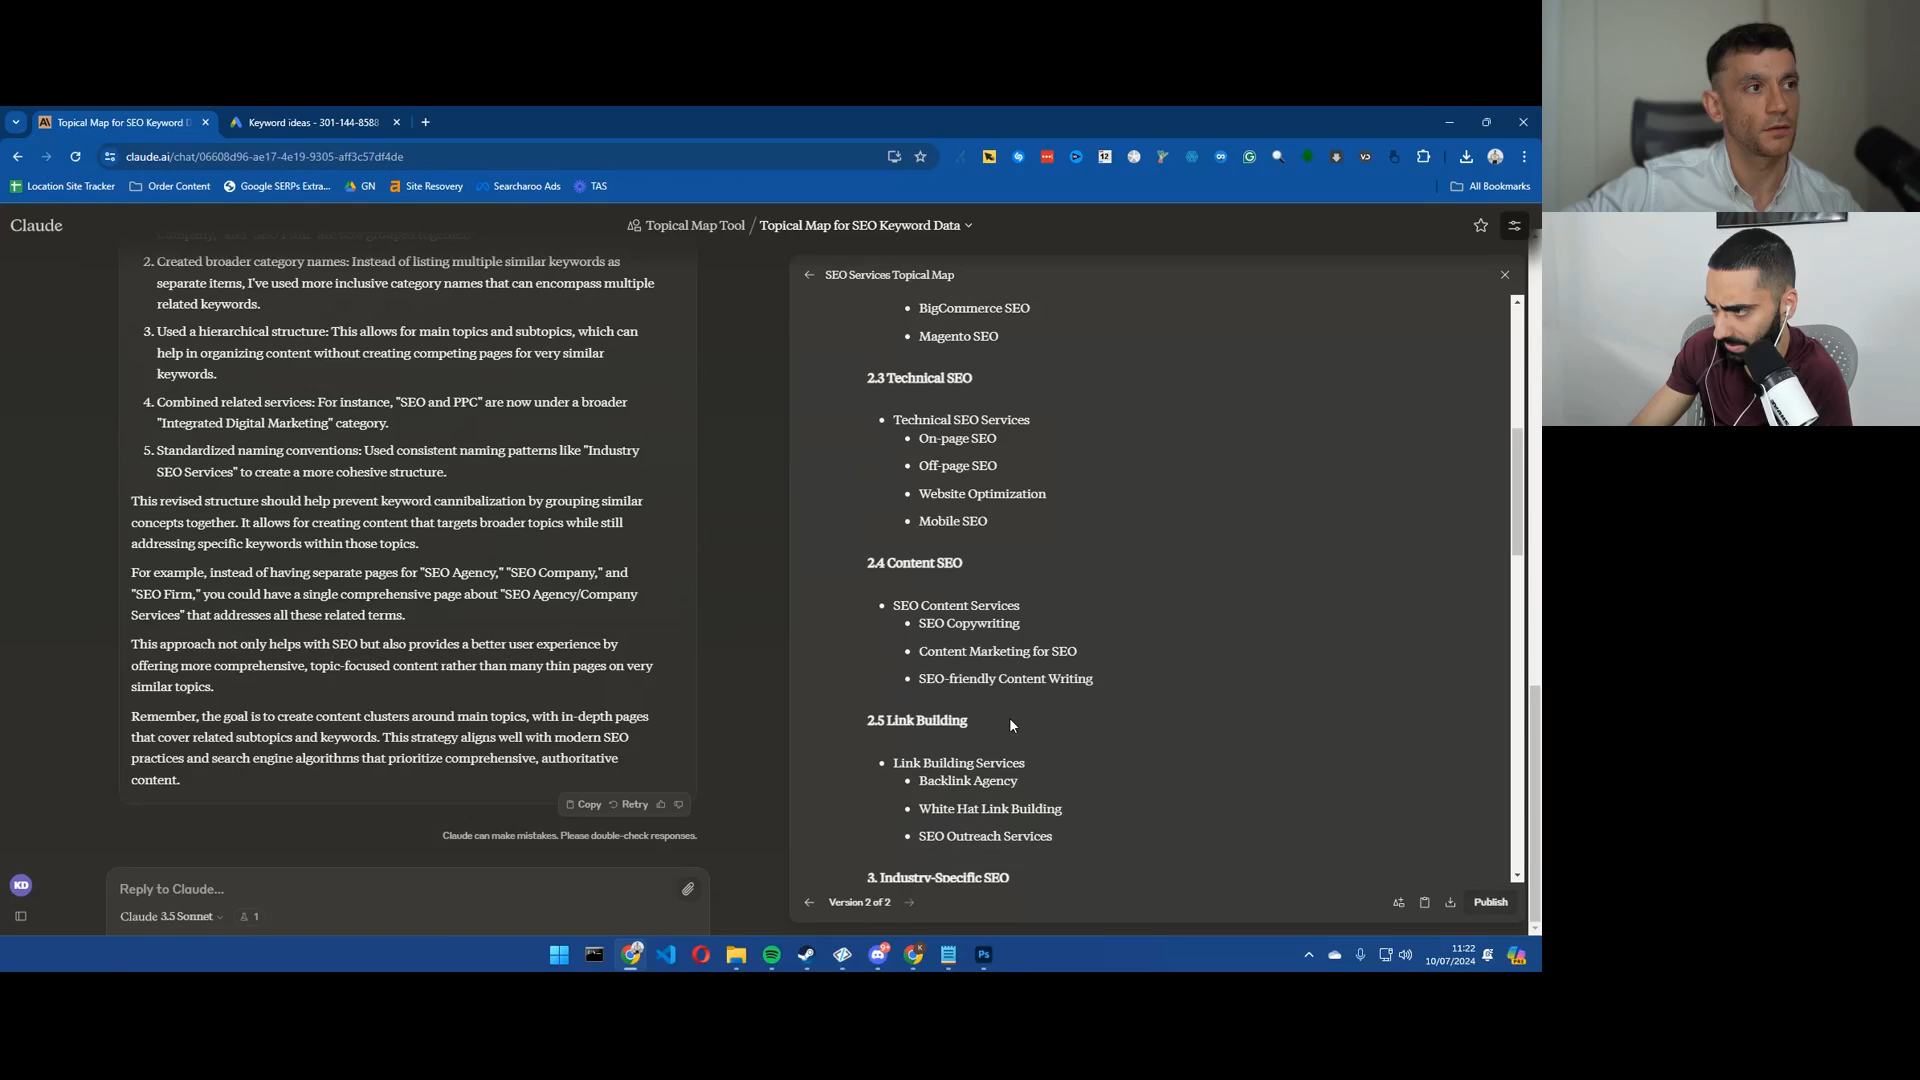 Topical Map for SEO Keyword D
Keyword ideas - 301-144-8588
claude.ai/chat/06608d96-ae17-4e19-9305-aff3c57df4de
12
VD
Location Site Tracker
Order Content
Google SERPs Extra...
GN
Site Recovery
Searcharoo Ads
TAS
All Bookmarks
Claude
Topical Map Tool / Topical Map for SEO Keyword Data
2. Created broader category names: Instead of listing multiple similar keywords as
separate items, I've used more inclusive category names that can encompass multiple
related keywords.
3. Used a hierarchical structure: This allows for main topics and subtopics, which can
help in organizing content without creating competing pages for very similar
keywords.
4. Combined related services: For instance, "SEO and PPC" are now under a broader
"Integrated Digital Marketing" category.
5. Standardized naming conventions: Used consistent naming patterns like "Industry
SEO Services" to create a more cohesive structure.
This revised structure should help prevent keyword cannibalization by grouping similar
concepts together. It allows for creating content that targets broader topics while still
addressing specific keywords within those topics.
For example, instead of having separate pages for "SEO Agency," "SEO Company," and
"SEO Firm," you could have a single comprehensive page about "SEO Agency/Company
Services" that addresses all these related terms.
This approach not only helps with SEO but also provides a better user experience by
offering more comprehensive, topic-focused content rather than many thin pages on very
similar topics.
Remember, the goal is to create content clusters around main topics, with in-depth pages
that cover related subtopics and keywords. This strategy aligns well with modern SEO
practices and search engine algorithms that prioritize comprehensive, authoritative
content.
Copy Retry
Claude can make mistakes. Please double-check responses.
KD
Reply to Claude...
Claude 3.5 Sonnet
1
SEO Services Topical Map
• BigCommerce SEO
• Magento SEO
2.3 Technical SEO
• Technical SEO Services
• On-page SEO
• Off-page SEO
• Website Optimization
• Mobile SEO
2.4 Content SEO
• SEO Content Services
• SEO Copywriting
• Content Marketing for SEO
• SEO-friendly Content Writing
2.5 Link Building
• Link Building Services
• Backlink Agency
• White Hat Link Building
• SEO Outreach Services
3. Industry-Specific SEO
Version 2 of 2
Publish
Ps
11:22
10/07/2024